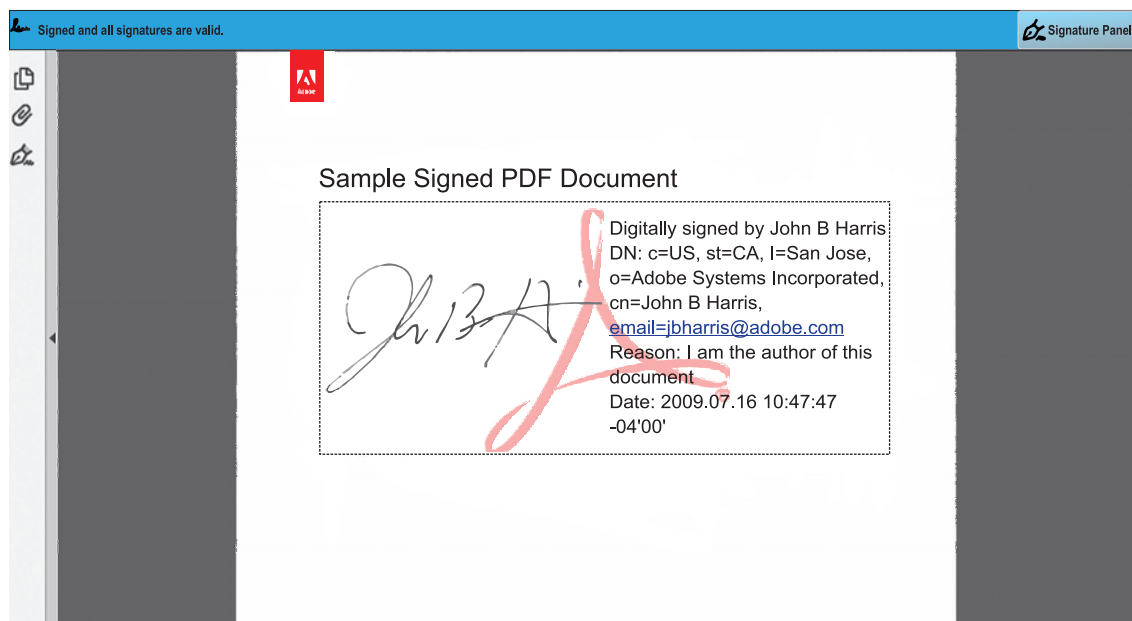 Signed and all signatures are valid.
Signature Panel
Adobe
Sample Signed PDF Document
John B Harris
Digitally signed by John B Harris
DN: c=US, st=CA, l=San Jose,
o=Adobe Systems Incorporated,
cn=John B Harris,
email=jbharris@adobe.com
Reason: I am the author of this
document
Date: 2009.07.16 10:47:47
-04'00'